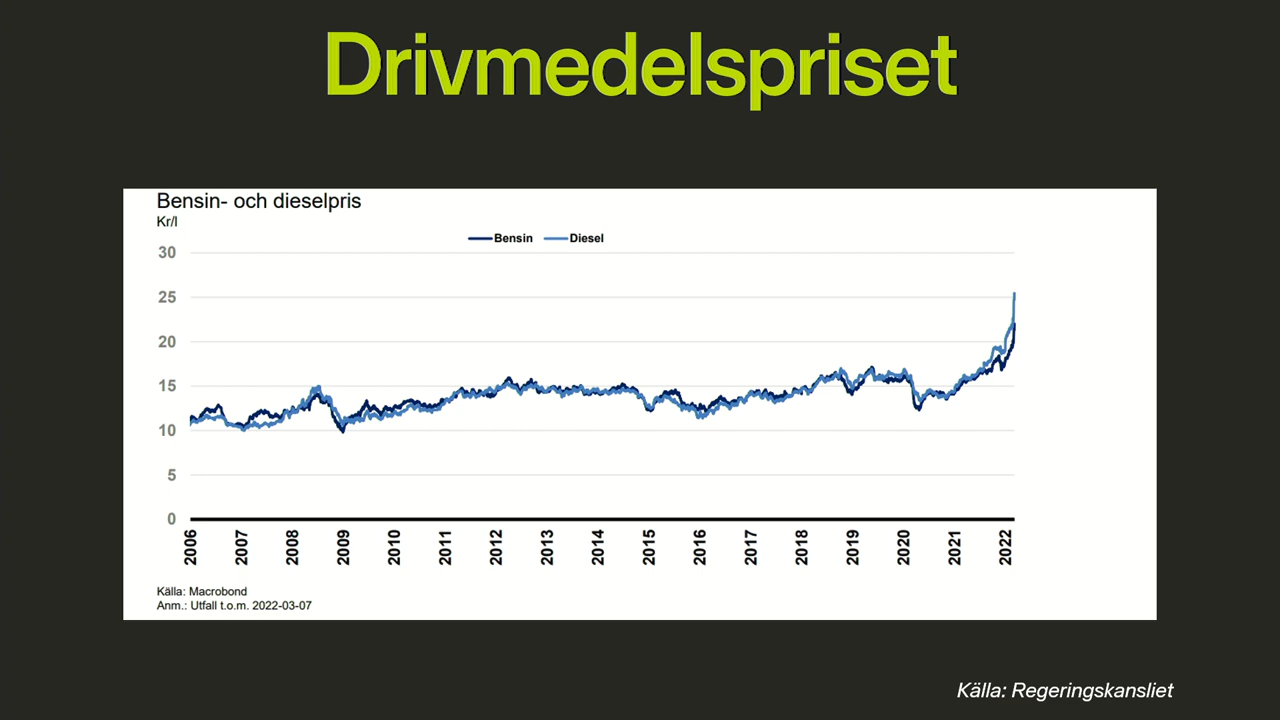 Drivmedelspriset
Bensin- och dieselpris
Kr/l
Bensin Diesel
30
25
20
15
10
5
0
2006 2007 2008 2009 2010 2011 2012 2013 2014 2015 2016 2017 2018 2019 2020 2021 2022
Källa: Macrobond
Anm.: Utfall t.o.m. 2022-03-07
Källa: Regeringskansliet